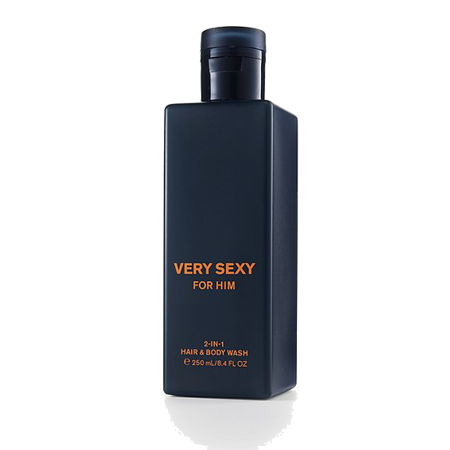 VERY SEXY
FOR HIM
2-IN-1
HAIR & BODY WASH
℮ 250 mL/8.4 FL OZ